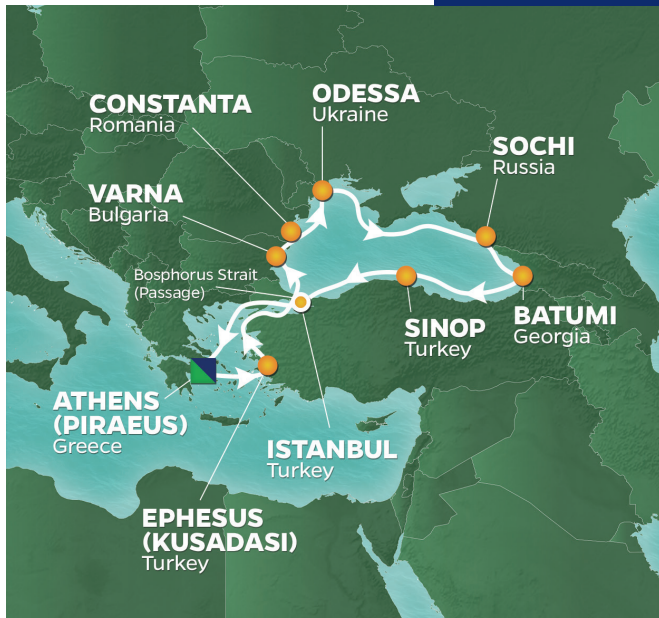 CONSTANTA
Romania
ODESSA
Ukraine
SOCHI
Russia
VARNA
Bulgaria
Bosphorus Strait
(Passage)
SINOP
Turkey
BATUMI
Georgia
ATHENS
(PIRAEUS)
Greece
ISTANBUL
Turkey
EPHESUS
(KUSADASI)
Turkey